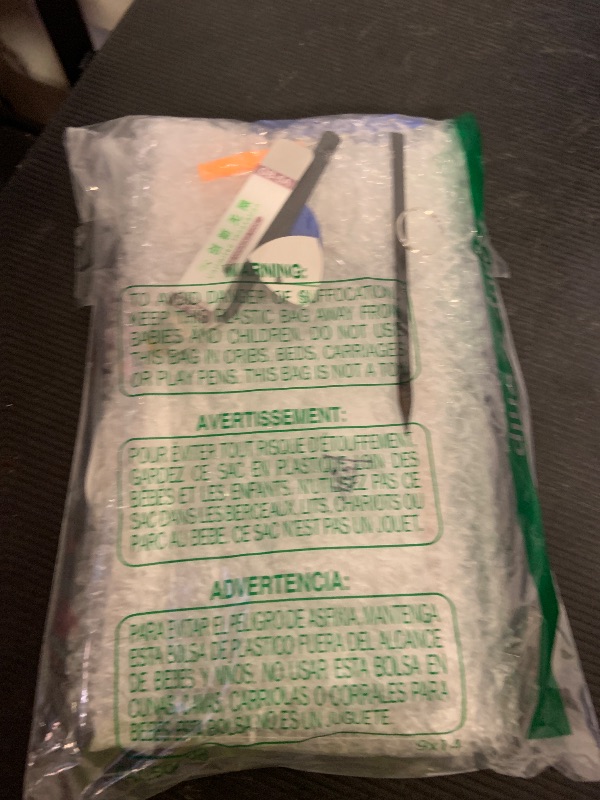 WARNING:
TO AVOID DANGER OF SUFFOCATION,
KEEP THIS PLASTIC BAG AWAY FROM
BABIES AND CHILDREN. DO NOT USE
THIS BAG IN CRIBS, BEDS, CARRIAGES
OR PLAY PENS. THIS BAG IS NOT A TOY.
AVERTISSEMENT:
POUR ÉVITER TOUT RISQUE D'ÉTOUFFEMENT,
GARDEZ CE SAC EN PLASTIQUE LOIN DES
BÉBÉS ET LES ENFANTS. N'UTILISEZ PAS CE
SAC DANS LES BERCEAUX, LITS, CHARIOTS OU
PARC AU BÉBÉ. CE SAC N'EST PAS UN JOUET.
ADVERTENCIA:
PARA EVITAR EL PELIGRO DE ASFIXIA, MANTENGA
ESTA BOLSA DE PLASTICO FUERA DEL ALCANCE
DE BEBES Y NINOS. NO USAR ESTA BOLSA EN
CUNAS, CAMAS, CARRIOLAS O CORRALES PARA
BEBES. ESTA BOLSA NO ES UN JUGUETE.
9x13